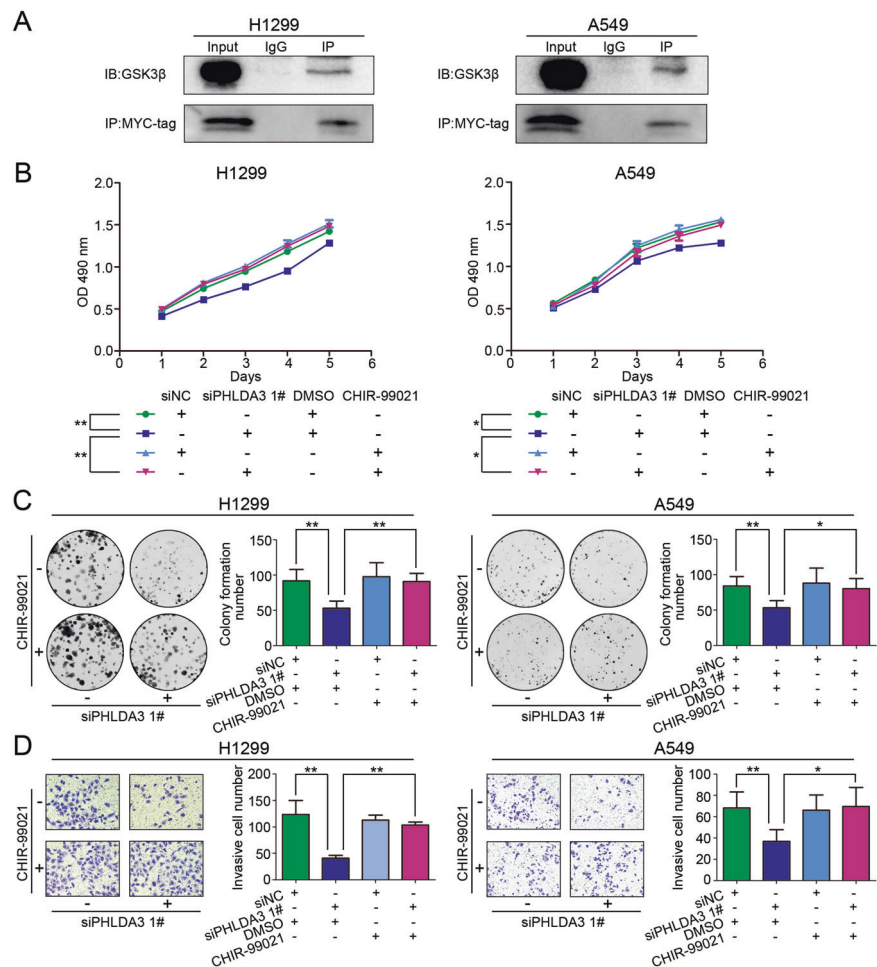 A
H1299
A549
Input IgG IP
Input IgG IP
IB:GSK3β
IB:GSK3β
IP:MYC-tag
IP:MYC-tag
B
H1299
A549
2.0
1.5
1.0
0.5
0.0
OD 490 nm
0 1 2 3 4 5 6
Days
2.0
1.5
1.0
0.5
0.0
OD 490 nm
0 1 2 3 4 5 6
Days
siNC siPHLDA3 1# DMSO CHIR-99021
** + - + -
- + + -
** + - - +
- + - +
siNC siPHLDA3 1# DMSO CHIR-99021
* + - + -
- + + -
* + - - +
- + - +
C
H1299
CHIR-99021
-
+
- +
siPHLDA3 1#
Colony formation
number
150
100
50
0
** **
siNC + - + -
siPHLDA3 1# - + - +
DMSO + + - -
CHIR-99021 - - + +
A549
CHIR-99021
-
+
- +
siPHLDA3 1#
Colony formation
number
150
100
50
0
** *
siNC + - + -
siPHLDA3 1# - + - +
DMSO + + - -
CHIR-99021 - - + +
D
H1299
CHIR-99021
-
+
- +
siPHLDA3 1#
Invasive cell number
200
150
100
50
0
** **
siNC + - + -
siPHLDA3 1# - + - +
DMSO + + - -
CHIR-99021 - - + +
A549
CHIR-99021
-
+
- +
siPHLDA3 1#
Invasive cell number
100
80
60
40
20
0
** *
siNC + - + -
siPHLDA3 1# - + - +
DMSO + + - -
CHIR-99021 - - + +